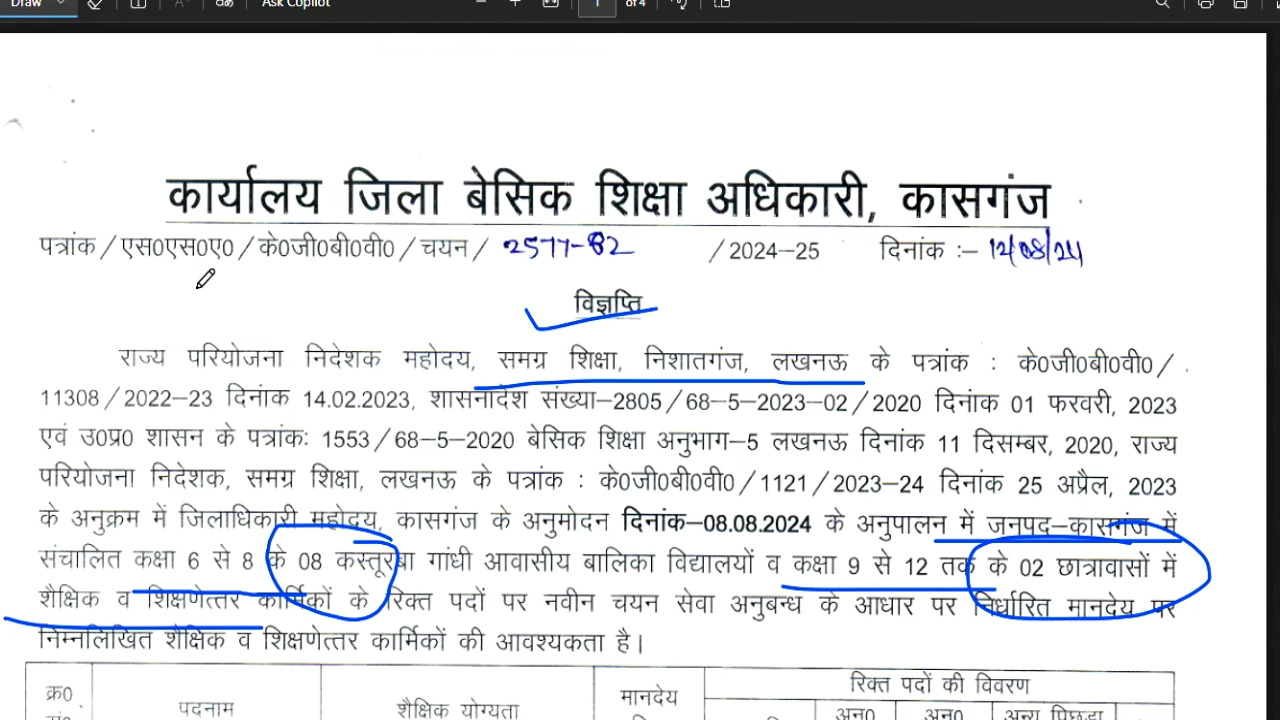 Draw
Ask Copilot
1 of 4
कार्यालय जिला बेसिक शिक्षा अधिकारी, कासगंज
पत्रांक / एस0एस0ए0 / के0जी0बी0वी0 / चयन / 2577-82 / 2024-25 दिनांक :- 12/08/24
विज्ञप्ति
राज्य परियोजना निदेशक महोदय, समग्र शिक्षा, निशातगंज, लखनऊ के पत्रांक : के0जी0बी0वी0 /
11308 / 2022-23 दिनांक 14.02.2023, शासनादेश संख्या-2805 / 68-5-2023-02 / 2020 दिनांक 01 फरवरी, 2023
एवं उ0प्र0 शासन के पत्रांकः 1553 / 68-5-2020 बेसिक शिक्षा अनुभाग-5 लखनऊ दिनांक 11 दिसम्बर, 2020, राज्य
परियोजना निदेशक, समग्र शिक्षा, लखनऊ के पत्रांक : के0जी0बी0वी0 / 1121 / 2023-24 दिनांक 25 अप्रैल, 2023
के अनुक्रम में जिलाधिकारी महोदय, कासगंज के अनुमोदन दिनांक-08.08.2024 के अनुपालन में जनपद-कासगंज में
संचालित कक्षा 6 से 8 के 08 कस्तूरबा गांधी आवासीय बालिका विद्यालयों व कक्षा 9 से 12 तक के 02 छात्रावासों में
शैक्षिक व शिक्षणेत्तर कार्मिकों के रिक्त पदों पर नवीन चयन सेवा अनुबन्ध के आधार पर निर्धारित मानदेय पर
निम्नलिखित शैक्षिक व शिक्षणेत्तर कार्मिकों की आवश्यकता है।
क्र0 पदनाम शैक्षिक योग्यता मानदेय रिक्त पदों का विवरण
अन0 अन0 अन्य पिछड़ा